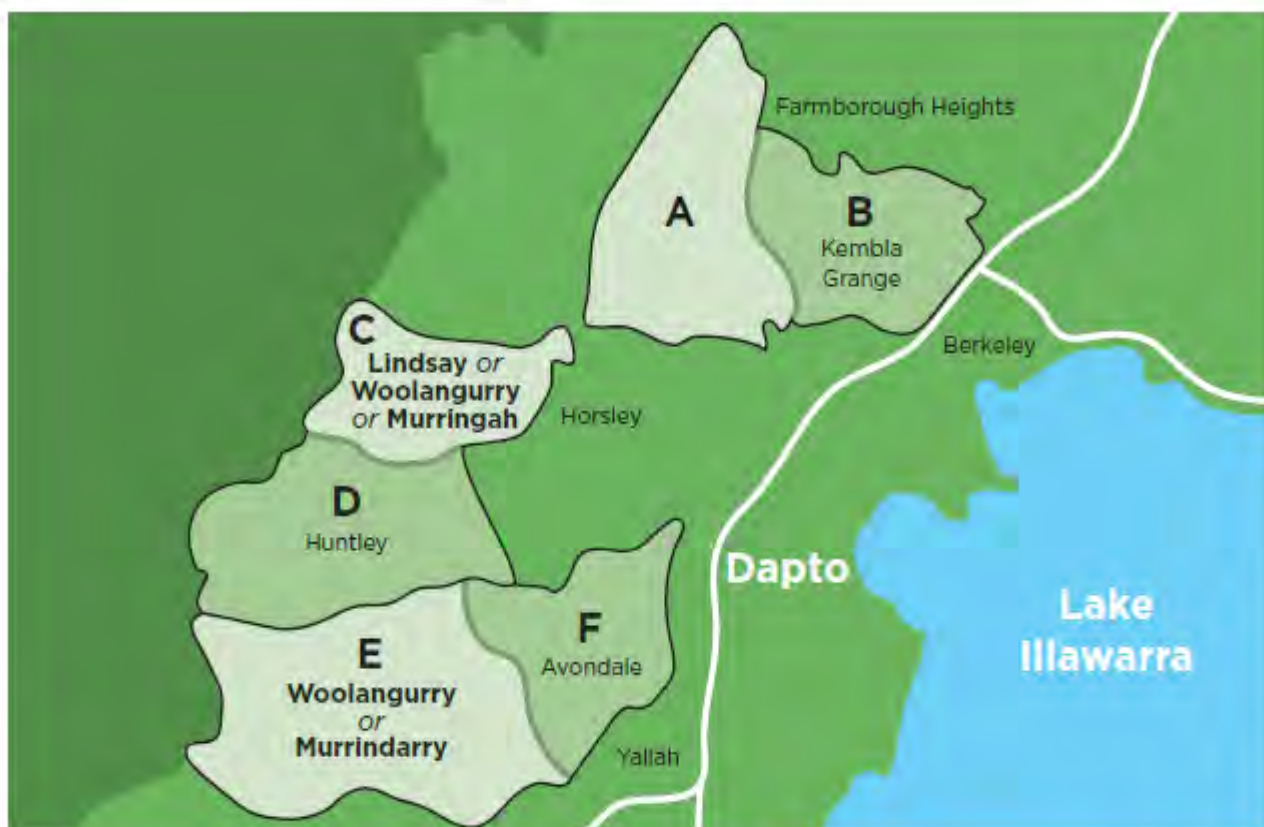 Farmborough Heights
A
B
Kembla
Grange
Berkeley
C
Lindsay or
Woolangurry
or Murringah
Horsley
D
Huntley
Dapto
Lake
Illawarra
E
Woolangurry
or
Murrindarry
F
Avondale
Yallah